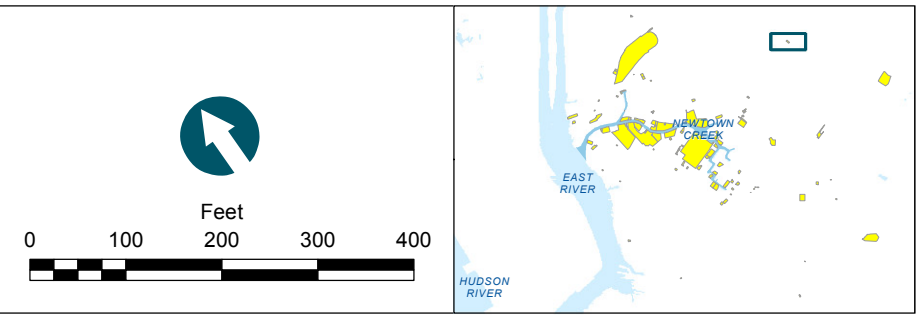 Feet
0 100 200 300 400
NEWTOWN
CREEK
EAST
RIVER
HUDSON
RIVER